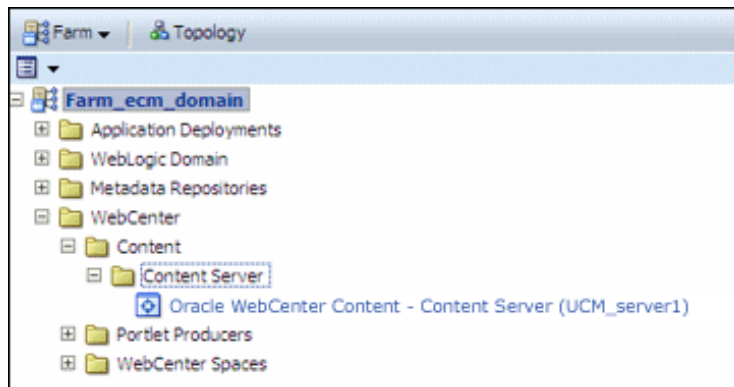 Farm Topology
Farm_ecm_domain
Application Deployments
WebLogic Domain
Metadata Repositories
WebCenter
Content
Content Server
Oracle WebCenter Content - Content Server (UCM_server1)
Portlet Producers
WebCenter Spaces